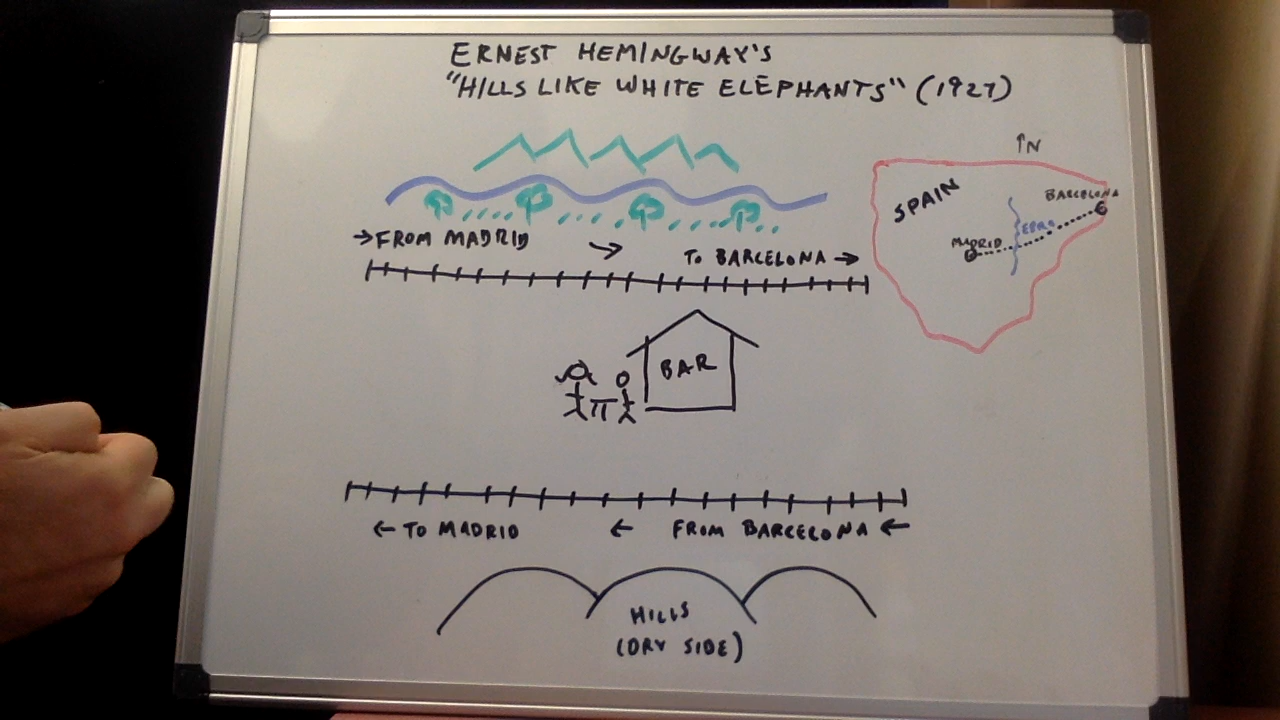 ERNEST HEMINGWAY'S
"HILLS LIKE WHITE ELEPHANTS" (1927)
↑N
SPAIN
BARCELONA
EBRO
MADRID
→FROM MADRID →
TO BARCELONA →
BAR
← TO MADRID ← FROM BARCELONA ←
HILLS
(DRY SIDE)